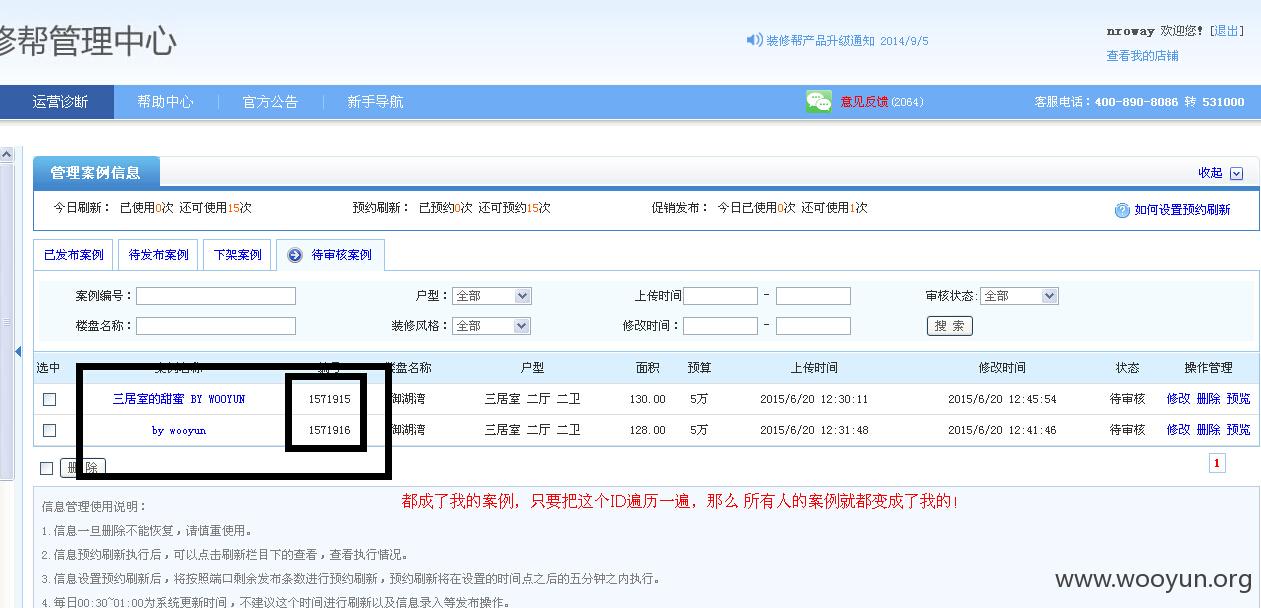 修帮管理中心
装修帮产品升级通知 2014/9/5
nroway 欢迎您! [退出]
查看我的店铺
运营诊断 帮助中心 官方公告 新手导航 意见反馈(2064) 客服电话：400-890-8086 转 531000
管理案例信息 收起
今日刷新： 已使用0次 还可使用15次 预约刷新： 已预约0次 还可预约15次 促销发布： 今日已使用0次 还可使用1次 如何设置预约刷新
已发布案例 待发布案例 下架案例 待审核案例
案例编号： 户型： 全部 上传时间 - 审核状态: 全部
楼盘名称： 装修风格： 全部 修改时间： - 搜 索
选中 案例名称 编号 楼盘名称 户型 面积 预算 上传时间 修改时间 状态 操作管理
三居室的甜蜜 BY WOOYUN 1571915 御湖湾 三居室 二厅 二卫 130.00 5万 2015/6/20 12:30:11 2015/6/20 12:45:54 待审核 修改 删除 预览
by wooyun 1571916 御湖湾 三居室 二厅 二卫 128.00 5万 2015/6/20 12:31:48 2015/6/20 12:41:46 待审核 修改 删除 预览
删 除 1
都成了我的案例，只要把这个ID遍历一遍，那么 所有人的案例就都变成了我的!
信息管理使用说明：
1.信息一旦删除不能恢复，请慎重使用。
2.信息预约刷新执行后，可以点击刷新栏目下的查看，查看执行情况。
3.信息设置预约刷新后，将按照端口剩余发布条数进行预约刷新，预约刷新将在设置的时间点之后的五分钟之内执行。
4.每日00:30~01:00为系统更新时间，不建议这个时间进行刷新以及信息录入等发布操作。
www.wooyun.org